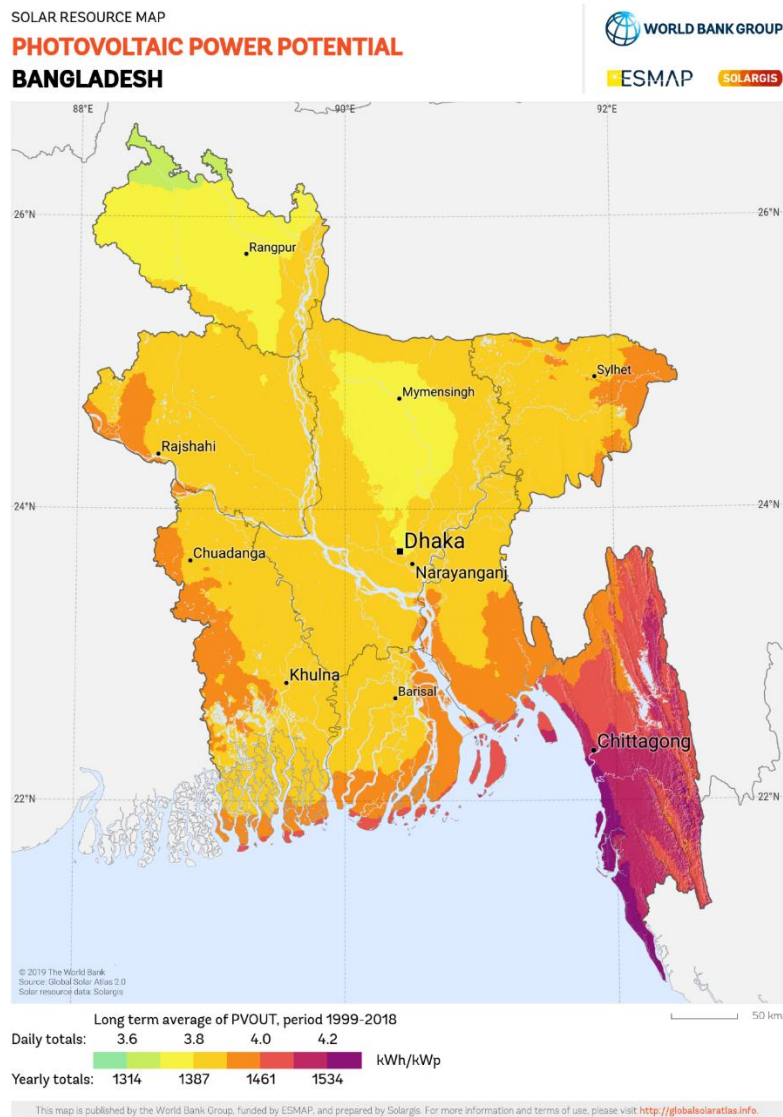 SOLAR RESOURCE MAP
PHOTOVOLTAIC POWER POTENTIAL
BANGLADESH
WORLD BANK GROUP
ESMAP
SOLARGIS
88°E
90°E
92°E
26°N
26°N
Rangpur
Mymensingh
Sylhet
Rajshahi
24°N
24°N
Dhaka
Chuadanga
Narayanganj
Khulna
Barisal
Chittagong
22°N
22°N
© 2019 The World Bank
Source: Global Solar Atlas 2.0
Solar resource data: Solargis
50 km
Long term average of PVOUT, period 1999-2018
Daily totals: 3.6 3.8 4.0 4.2
kWh/kWp
Yearly totals: 1314 1387 1461 1534
This map is published by the World Bank Group, funded by ESMAP, and prepared by Solargis. For more information and terms of use, please visit http://globalsolaratlas.info.